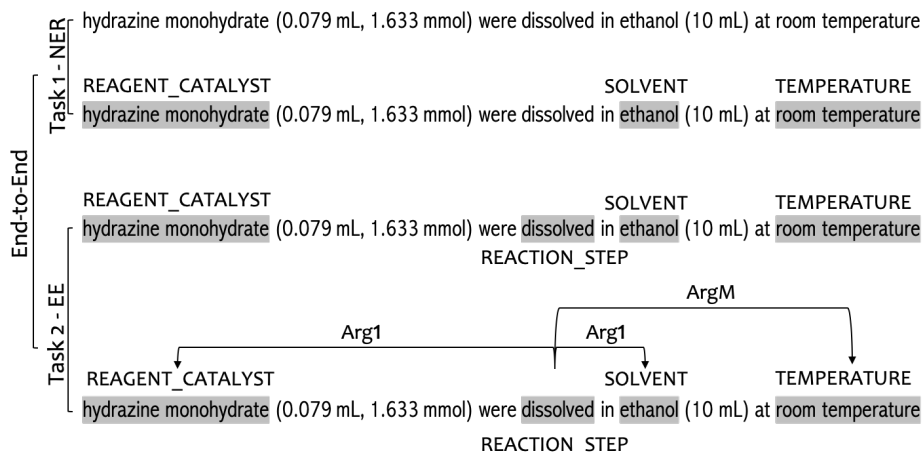 End-to-End
Task 1 - NER
hydrazine monohydrate (0.079 mL, 1.633 mmol) were dissolved in ethanol (10 mL) at room temperature
REAGENT_CATALYST SOLVENT TEMPERATURE
hydrazine monohydrate (0.079 mL, 1.633 mmol) were dissolved in ethanol (10 mL) at room temperature
Task 2 - EE
REAGENT_CATALYST SOLVENT TEMPERATURE
hydrazine monohydrate (0.079 mL, 1.633 mmol) were dissolved in ethanol (10 mL) at room temperature
REACTION_STEP
ArgM
Arg1 Arg1
REAGENT_CATALYST SOLVENT TEMPERATURE
hydrazine monohydrate (0.079 mL, 1.633 mmol) were dissolved in ethanol (10 mL) at room temperature
REACTION STEP